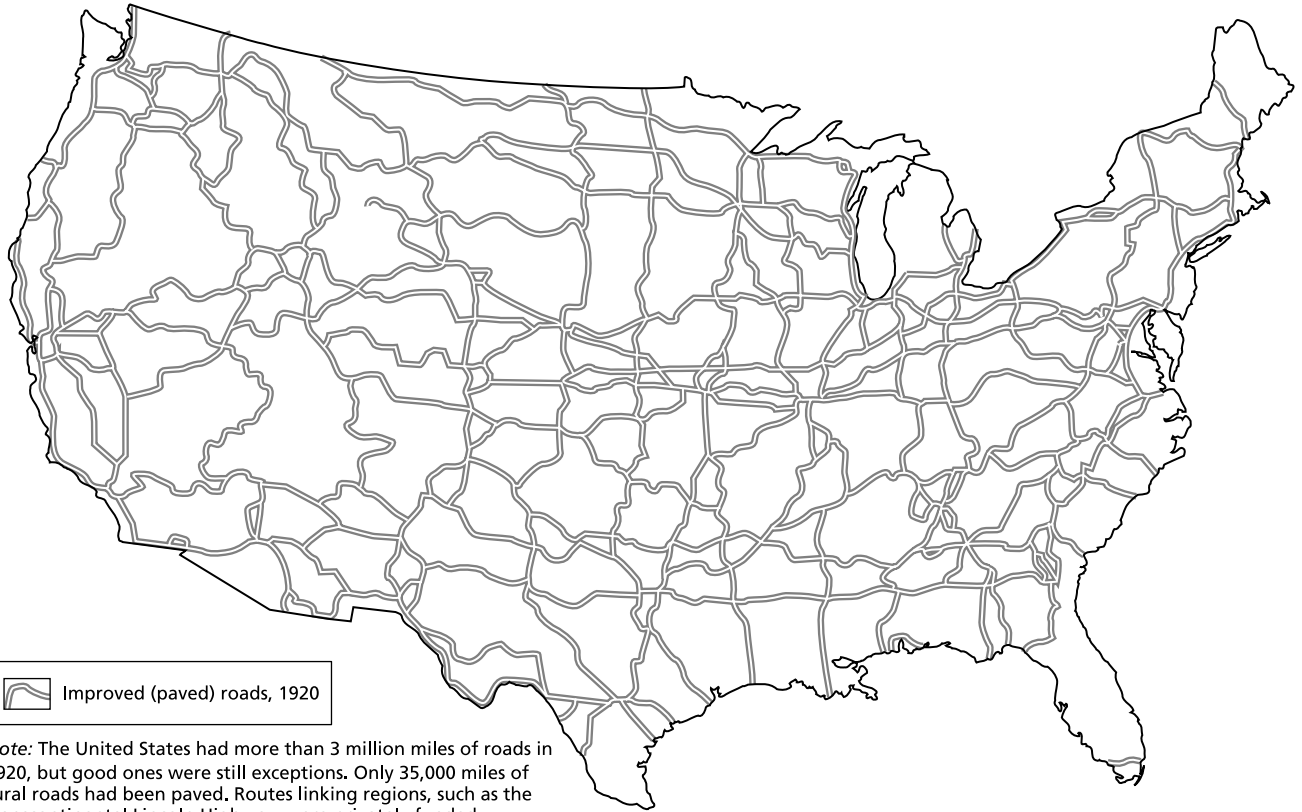 Improved (paved) roads, 1920
ote: The United States had more than 3 million miles of roads in
920, but good ones were still exceptions. Only 35,000 miles of
ural roads had been paved. Routes linking regions, such as the